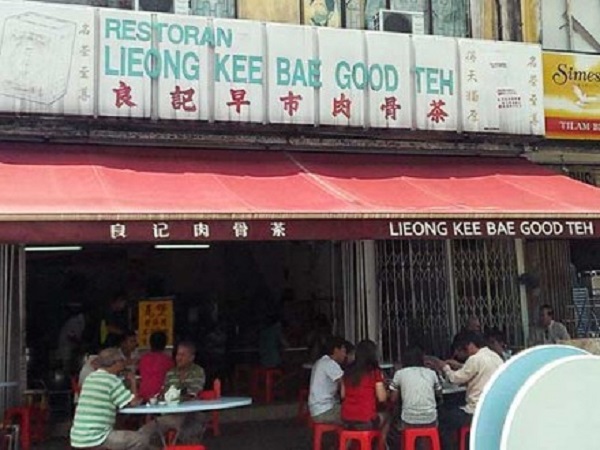 RESTORAN
LIEONG KEE BAE GOOD TEH
良記早市肉骨茶
Simes
TILAM B
良记肉骨茶
LIEONG KEE BAE GOOD TEH